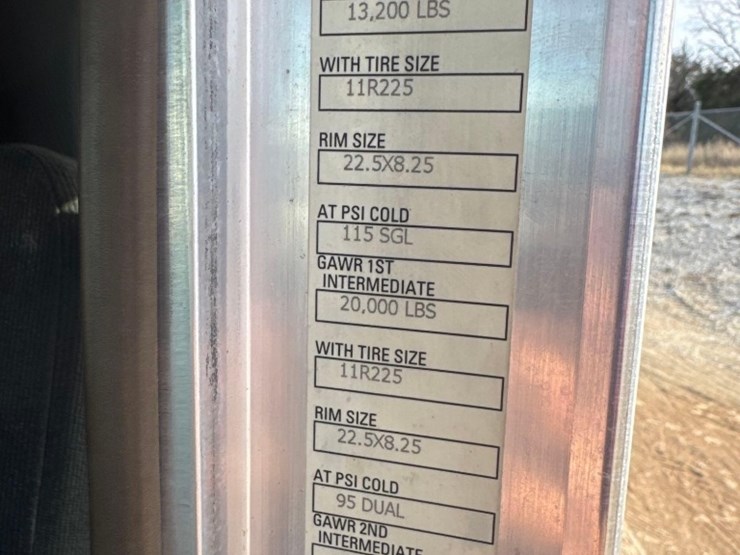 13,200 LBS
WITH TIRE SIZE
11R225
RIM SIZE
22.5X8.25
AT PSI COLD
115 SGL
GAWR 1ST
INTERMEDIATE
20,000 LBS
WITH TIRE SIZE
11R225
RIM SIZE
22.5X8.25
AT PSI COLD
95 DUAL
GAWR 2ND
INTERMEDIATE